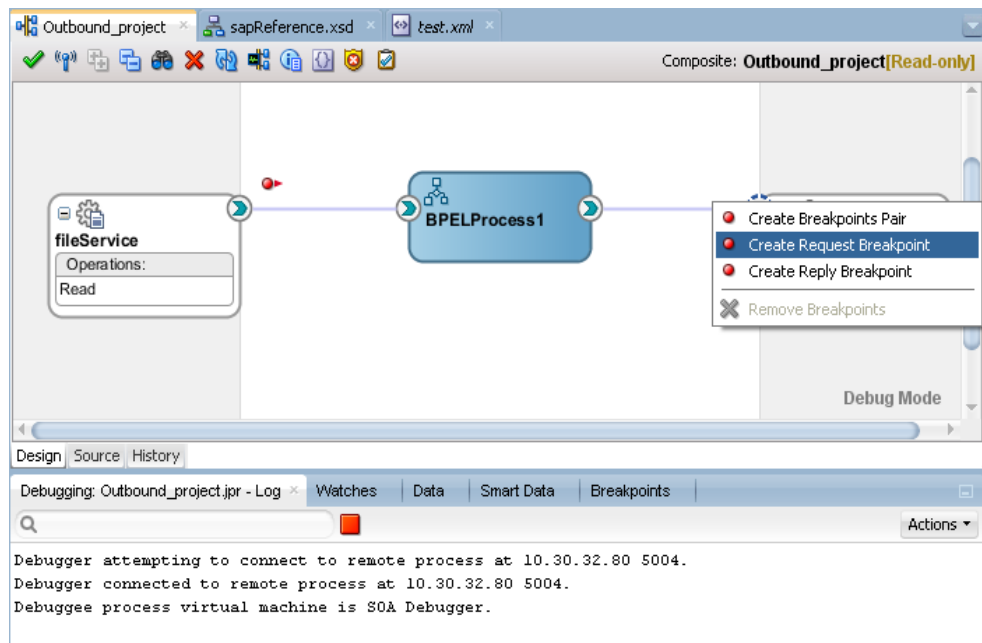 Outbound_project sapReference.xsd test.xml
Composite: Outbound_project[Read-only]
fileService
Operations:
Read
BPELProcess1
Create Breakpoints Pair
Create Request Breakpoint
Create Reply Breakpoint
Remove Breakpoints
Debug Mode
Design Source History
Debugging: Outbound_project.jpr - Log Watches Data Smart Data Breakpoints
Actions
Debugger attempting to connect to remote process at 10.30.32.80 5004.
Debugger connected to remote process at 10.30.32.80 5004.
Debuggee process virtual machine is SOA Debugger.